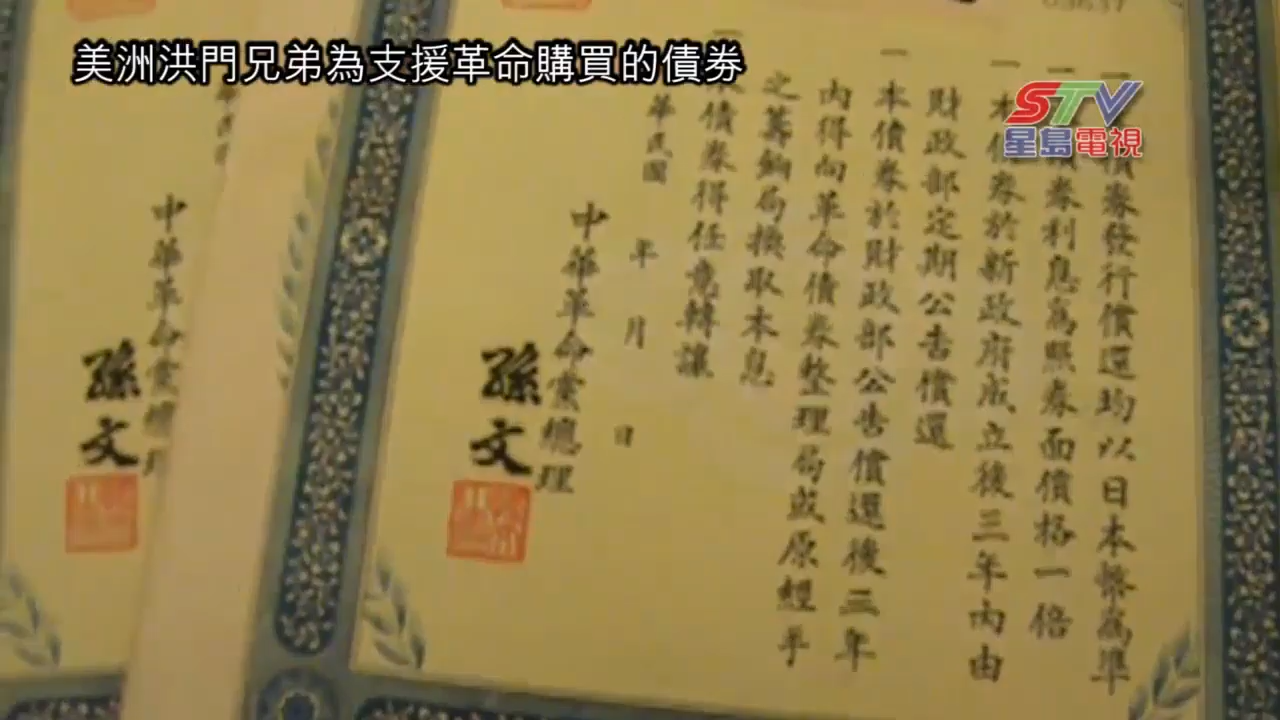 美洲洪門兄弟為支援革命購買的債劵
STV
星島電視
一 債券發行償還均以日本幣為準
一 債券利息為照券面價格一倍
一 本債券於新政府成立後三年內由
財政部定期公告償還
一 本債券於財政部公告償還後三年
內得向革命債券整理局或原經手
之籌餉局換取本息
一 本債券得任意轉讓
華民國 年 月 日
中華革命黨總理
孫文
中華革命黨總理
孫文